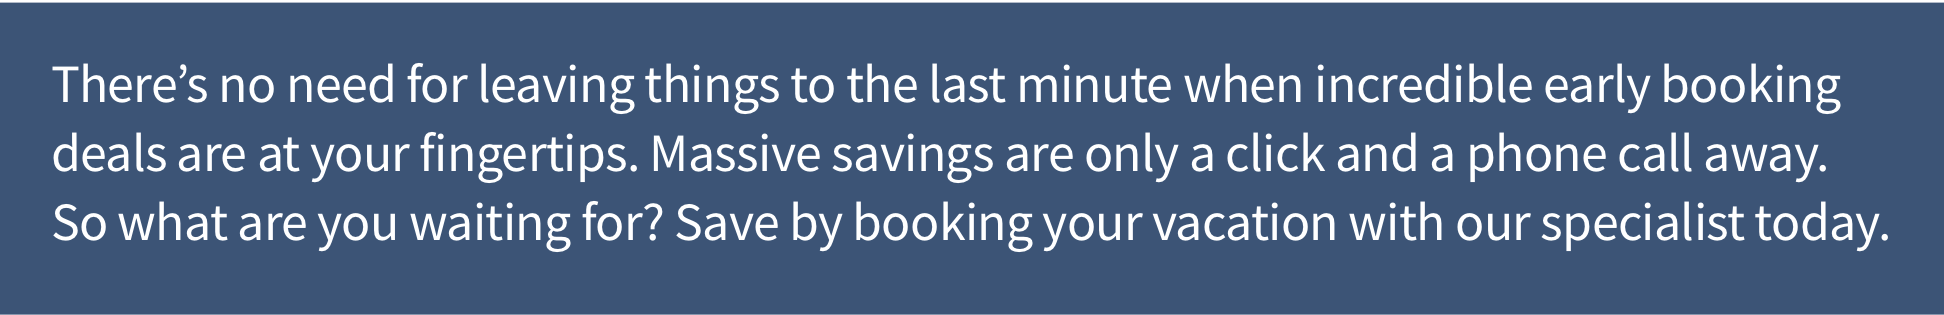 There’s no need for leaving things to the last minute when incredible early booking
deals are at your fingertips. Massive savings are only a click and a phone call away.
So what are you waiting for? Save by booking your vacation with our specialist today.